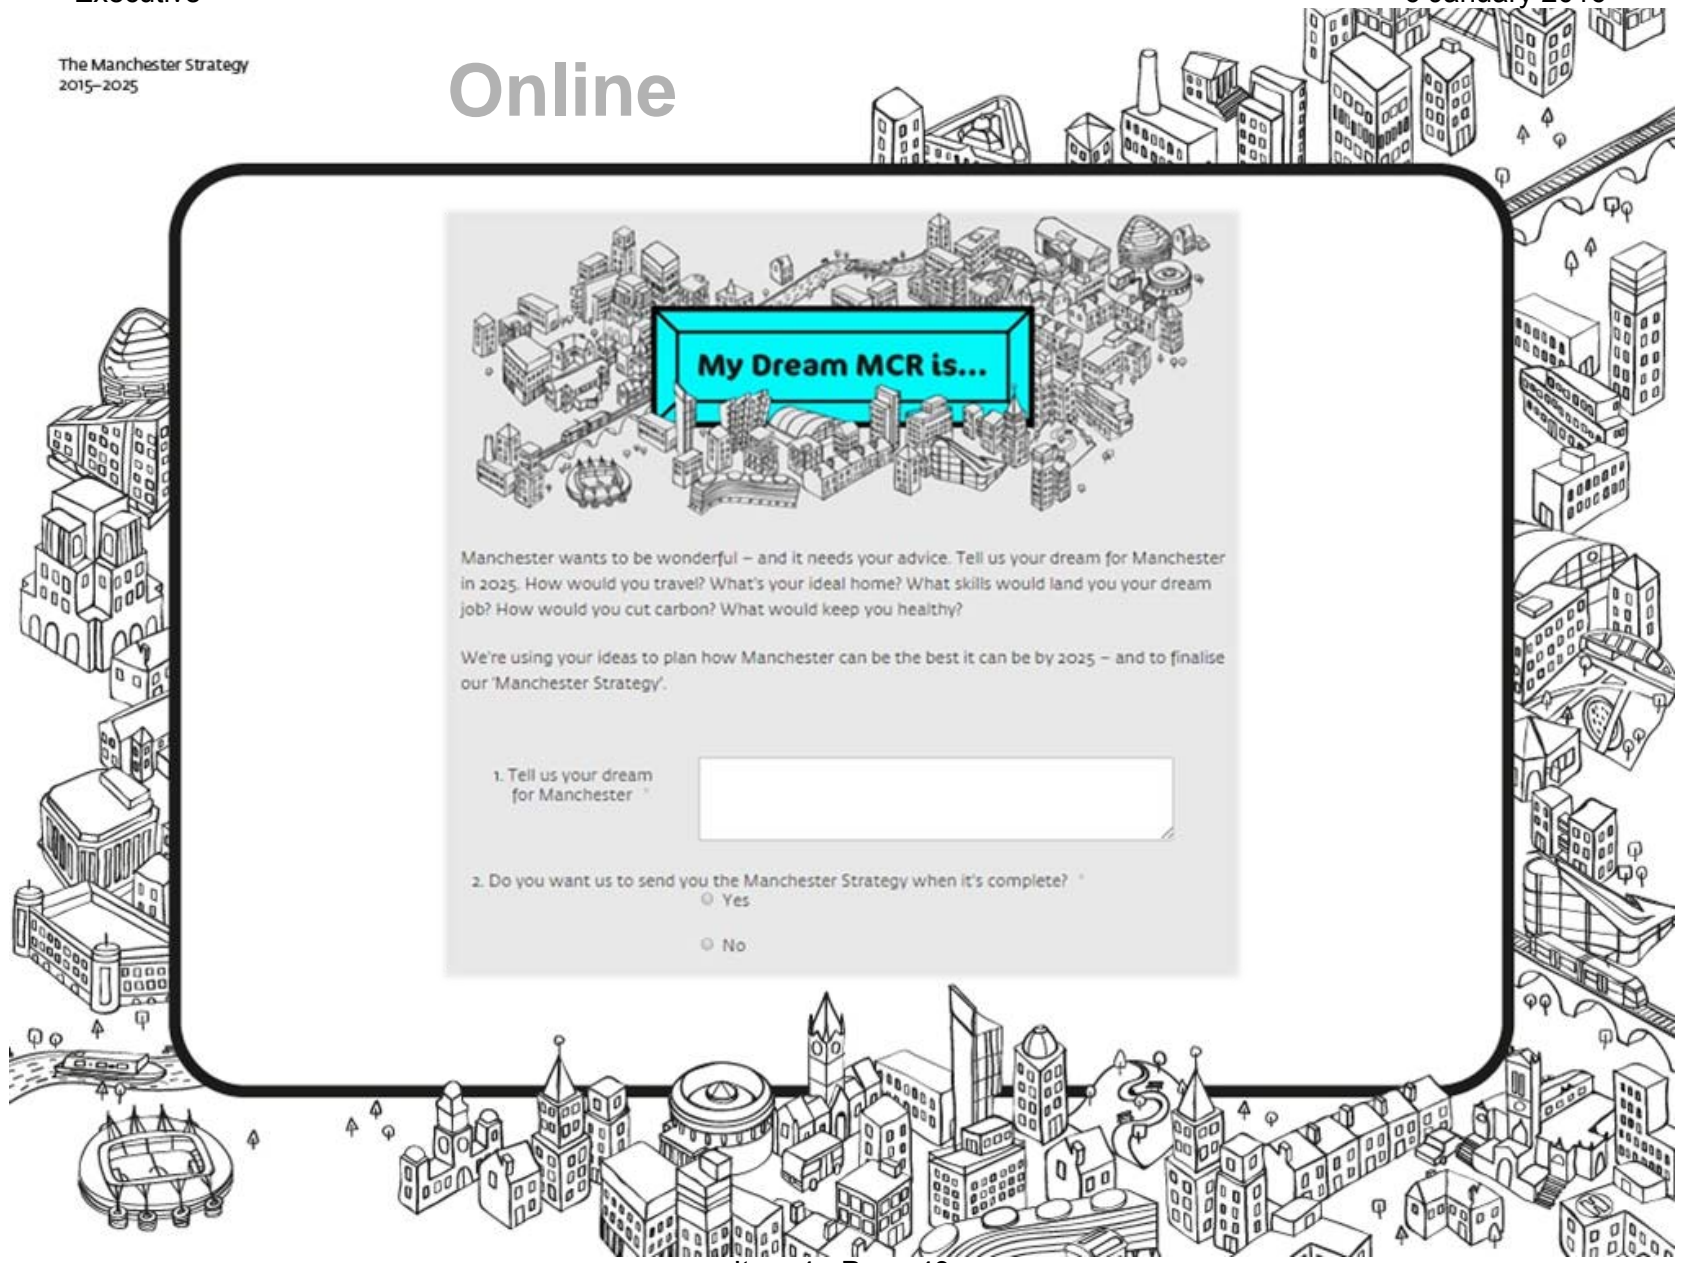 Executive
The Manchester Strategy
2015–2025
Online
My Dream MCR is...
Manchester wants to be wonderful – and it needs your advice. Tell us your dream for Manchester
in 2025. How would you travel? What's your ideal home? What skills would land you your dream
job? How would you cut carbon? What would keep you healthy?
We're using your ideas to plan how Manchester can be the best it can be by 2025 – and to finalise
our 'Manchester Strategy'.
1. Tell us your dream
for Manchester *
2. Do you want us to send you the Manchester Strategy when it's complete? *
Yes
No